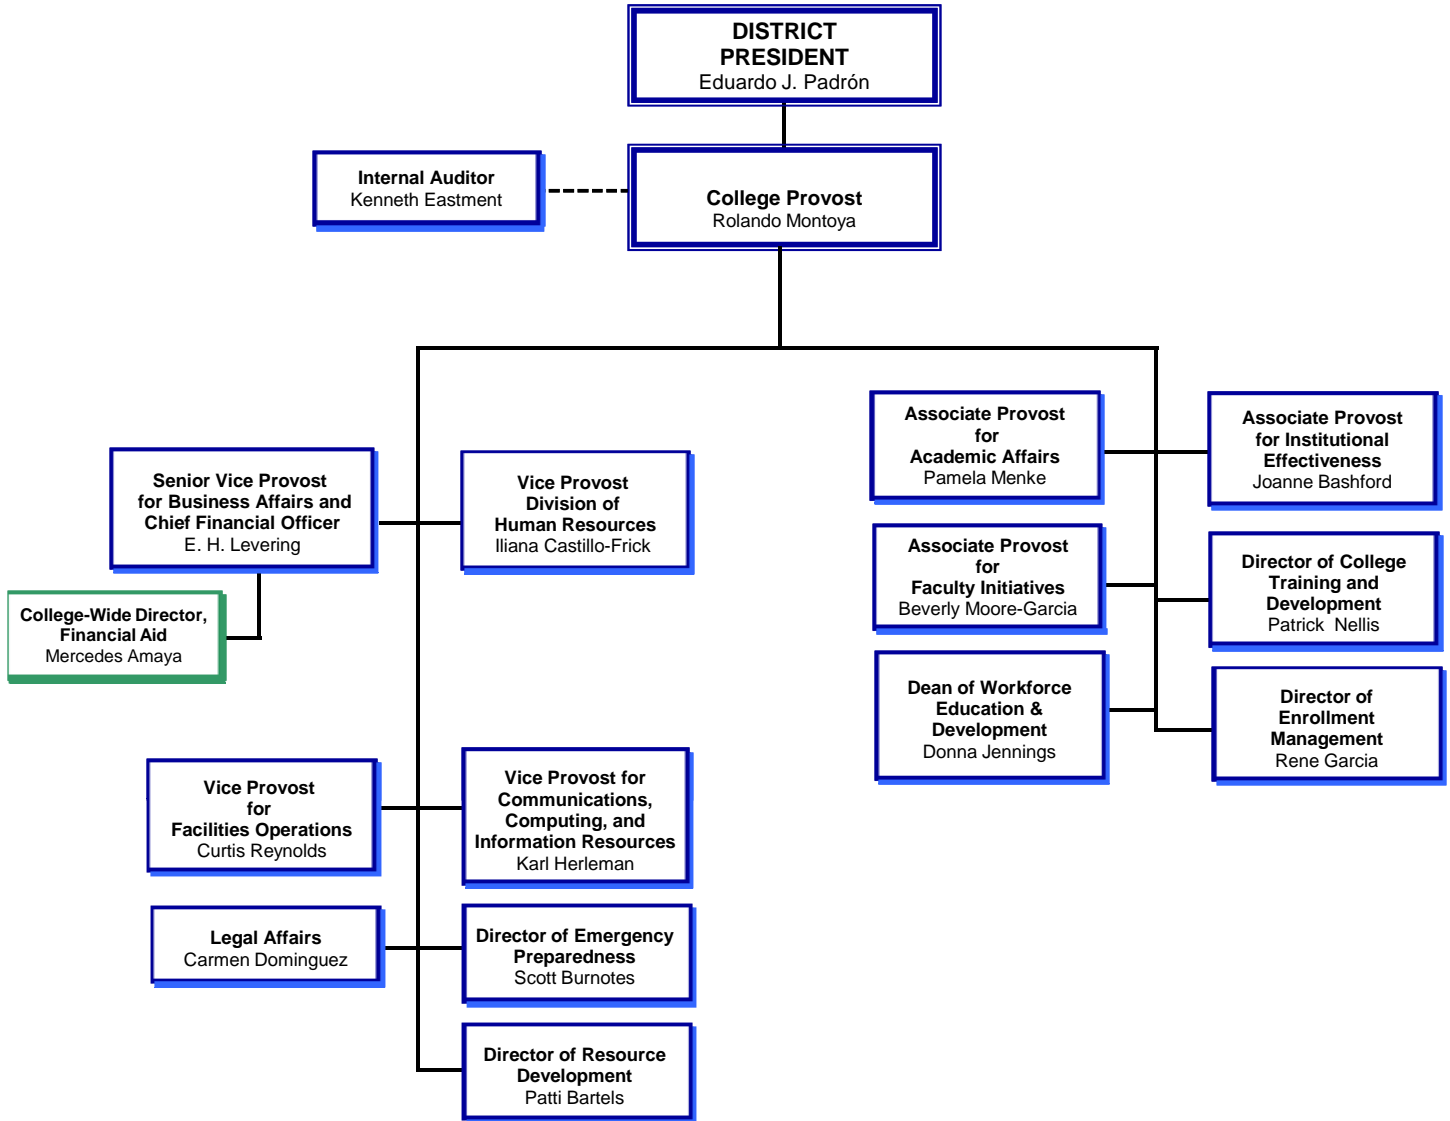 DISTRICT
PRESIDENT
Eduardo J. Padrón
Internal Auditor
Kenneth Eastment
College Provost
Rolando Montoya
Senior Vice Provost
for Business Affairs and
Chief Financial Officer
E. H. Levering
Vice Provost
Division of
Human Resources
Iliana Castillo-Frick
College-Wide Director,
Financial Aid
Mercedes Amaya
Vice Provost
for
Facilities Operations
Curtis Reynolds
Vice Provost for
Communications,
Computing, and
Information Resources
Karl Herleman
Legal Affairs
Carmen Dominguez
Director of Emergency
Preparedness
Scott Burnotes
Director of Resource
Development
Patti Bartels
Associate Provost
for
Academic Affairs
Pamela Menke
Associate Provost
for Institutional
Effectiveness
Joanne Bashford
Associate Provost
for
Faculty Initiatives
Beverly Moore-Garcia
Director of College
Training and
Development
Patrick Nellis
Dean of Workforce
Education &
Development
Donna Jennings
Director of
Enrollment
Management
Rene Garcia